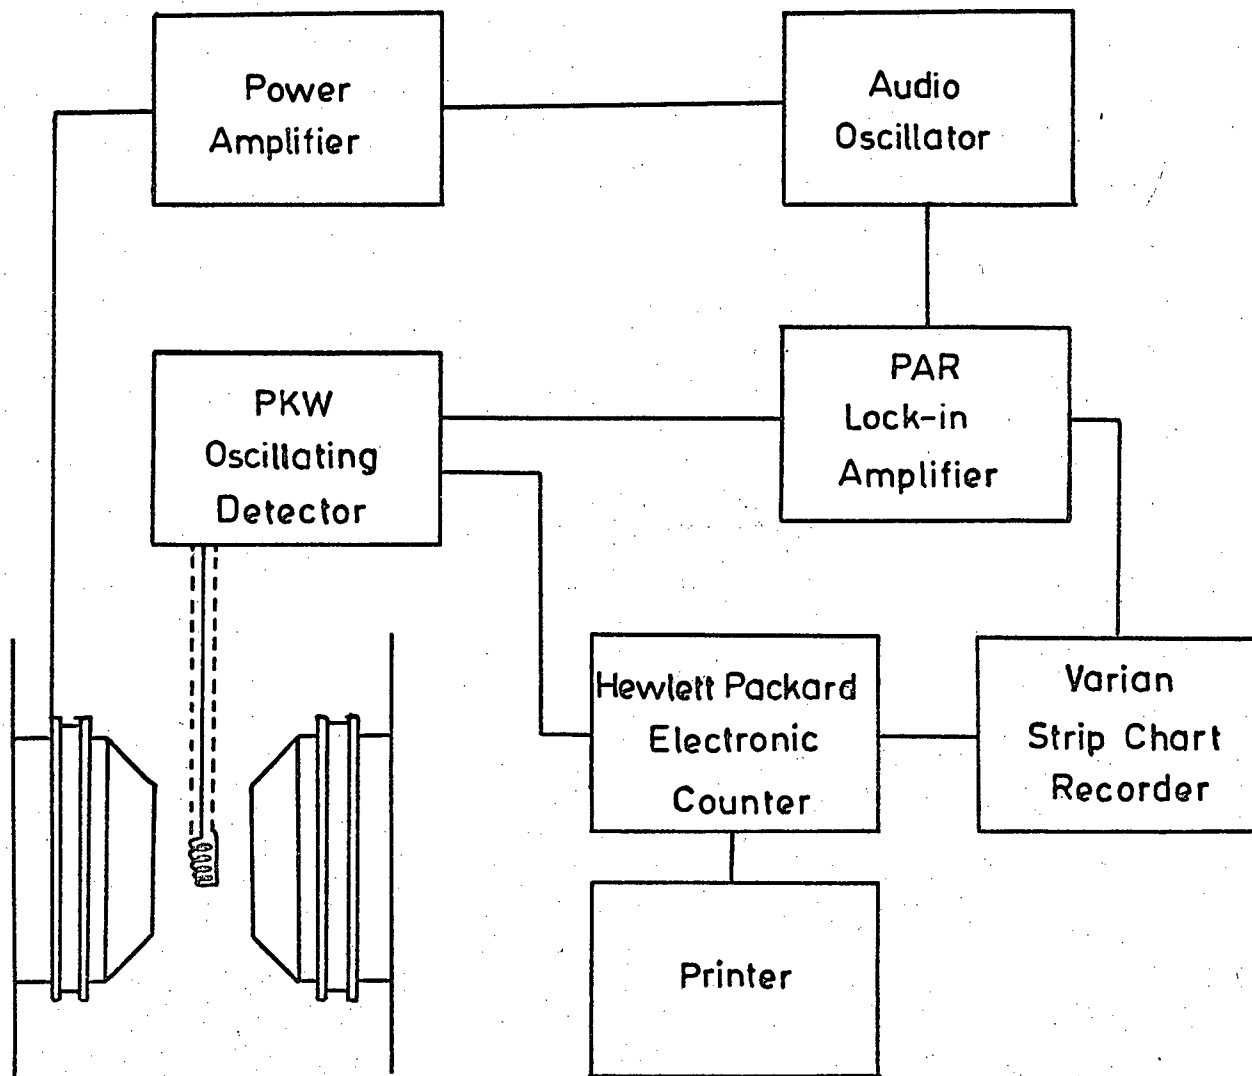 Power
Amplifier
Audio
Oscillator
PKW
Oscillating
Detector
PAR
Lock-in
Amplifier
Hewlett Packard
Electronic
Counter
Varian
Strip Chart
Recorder
Printer